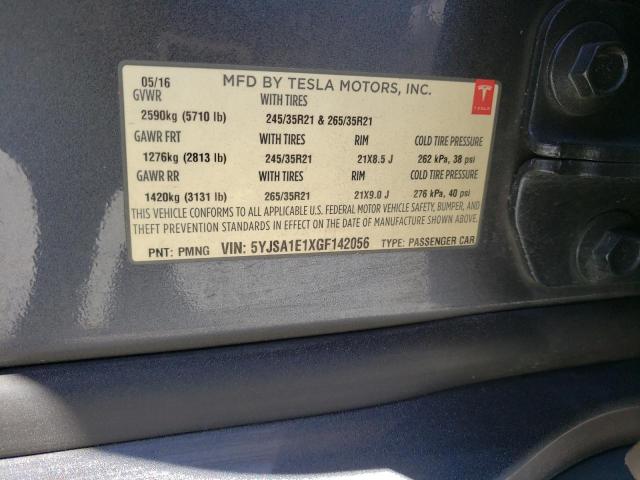 05/16 MFD BY TESLA MOTORS, INC.
GVWR WITH TIRES
2590kg (5710 lb) 245/35R21 & 265/35R21
TESLA
GAWR FRT WITH TIRES RIM COLD TIRE PRESSURE
1276kg (2813 lb) 245/35R21 21X8.5 J 262 kPa, 38 psi
GAWR RR WITH TIRES RIM COLD TIRE PRESSURE
1420kg (3131 lb) 265/35R21 21X9.0 J 276 kPa, 40 psi
THIS VEHICLE CONFORMS TO ALL APPLICABLE U.S. FEDERAL MOTOR VEHICLE SAFETY, BUMPER, AND
THEFT PREVENTION STANDARDS IN EFFECT ON THE DATE OF MANUFACTURE SHOWN ABOVE.
PNT: PMNG VIN: 5YJSA1E1XGF142056 TYPE: PASSENGER CAR